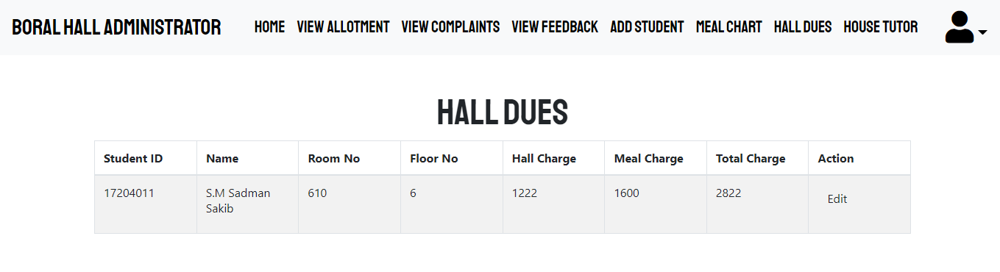 BORAL HALL ADMINISTRATOR HOME VIEW ALLOTMENT VIEW COMPLAINTS VIEW FEEDBACK ADD STUDENT MEAL CHART HALL DUES HOUSE TUTOR
HALL DUES
Student ID Name Room No Floor No Hall Charge Meal Charge Total Charge Action
17204011 S.M Sadman 610 6 1222 1600 2822 Edit
Sakib